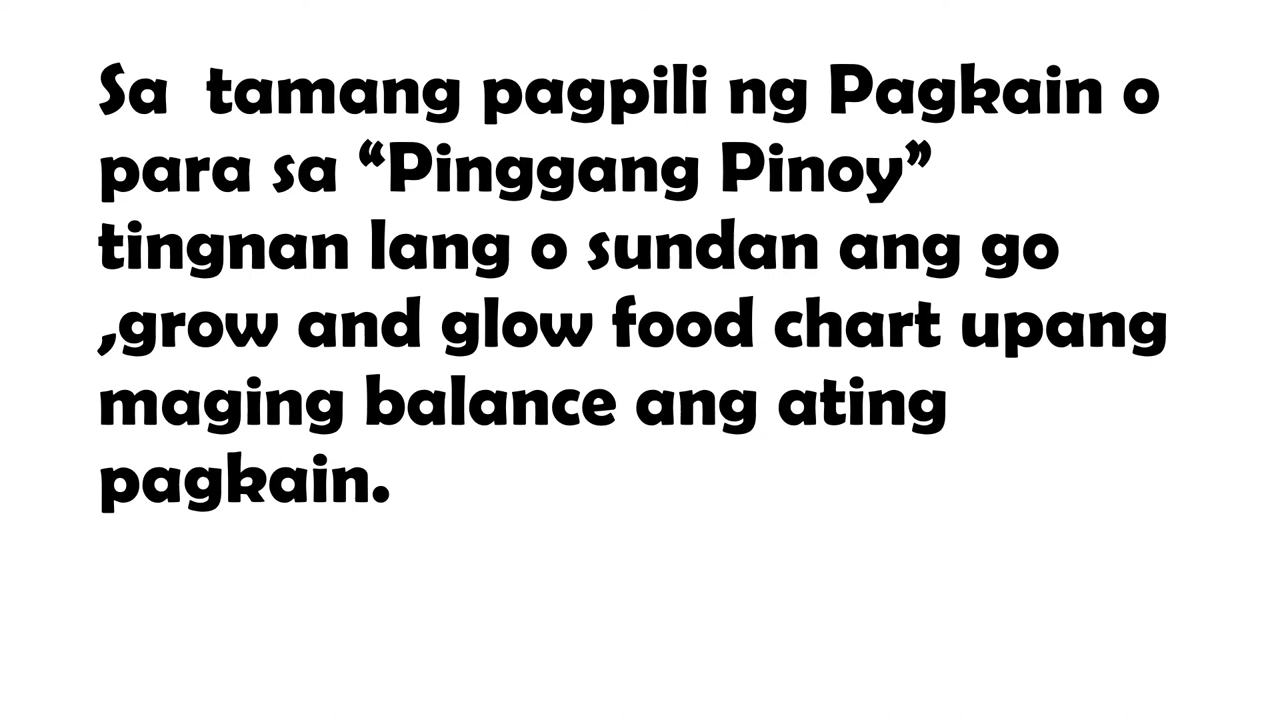 Sa  tamang pagpili ng Pagkain o
para sa “Pinggang Pinoy”
tingnan lang o sundan ang go
,grow and glow food chart upang
maging balance ang ating
pagkain.